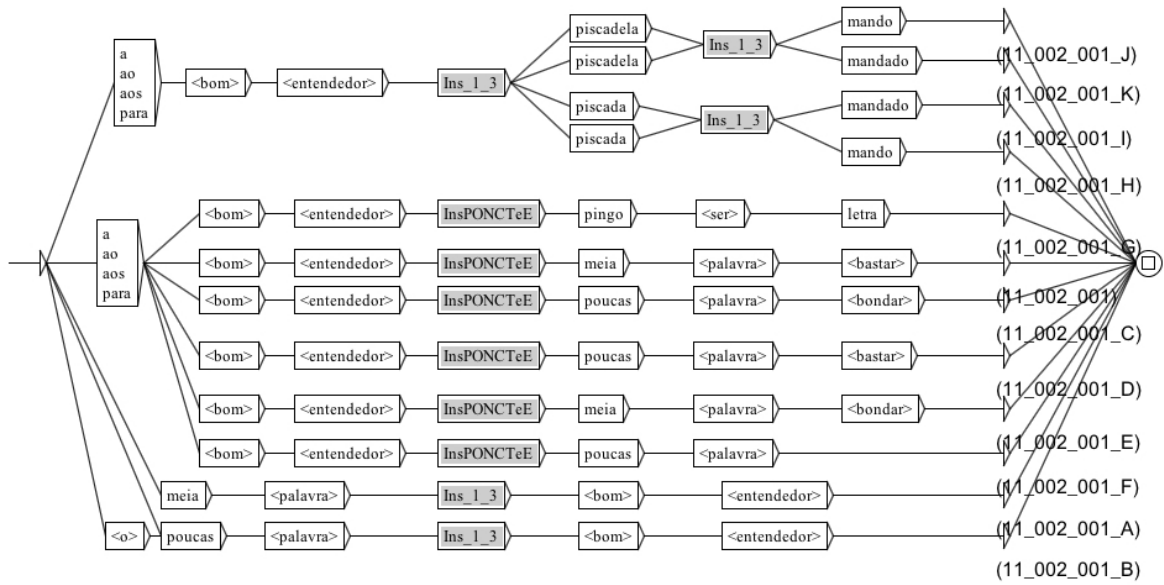 piscadela mando
(11_002_001_J)
piscadela Ins_1_3 mandado
a
ao
aos
para
<bom> <entendedor> Ins_1_3
(11_002_001_K)
piscada mandado
Ins_1_3
(11_002_001_I)
piscada mando
(11_002_001_H)
<bom> <entendedor> InsPONCTeE pingo <ser> letra
(11_002_001_G)
a
ao
aos
para
<bom> <entendedor> InsPONCTeE meia <palavra> <bastar>
(11_002_001)
<bom> <entendedor> InsPONCTeE poucas <palavra> <bondar>
(11_002_001_C)
<bom> <entendedor> InsPONCTeE poucas <palavra> <bastar>
(11_002_001_D)
<bom> <entendedor> InsPONCTeE meia <palavra> <bondar>
(11_002_001_E)
<bom> <entendedor> InsPONCTeE poucas <palavra>
(11_002_001_F)
meia <palavra> Ins_1_3 <bom> <entendedor>
(11_002_001_A)
<o> poucas <palavra> Ins_1_3 <bom> <entendedor>
(11_002_001_B)